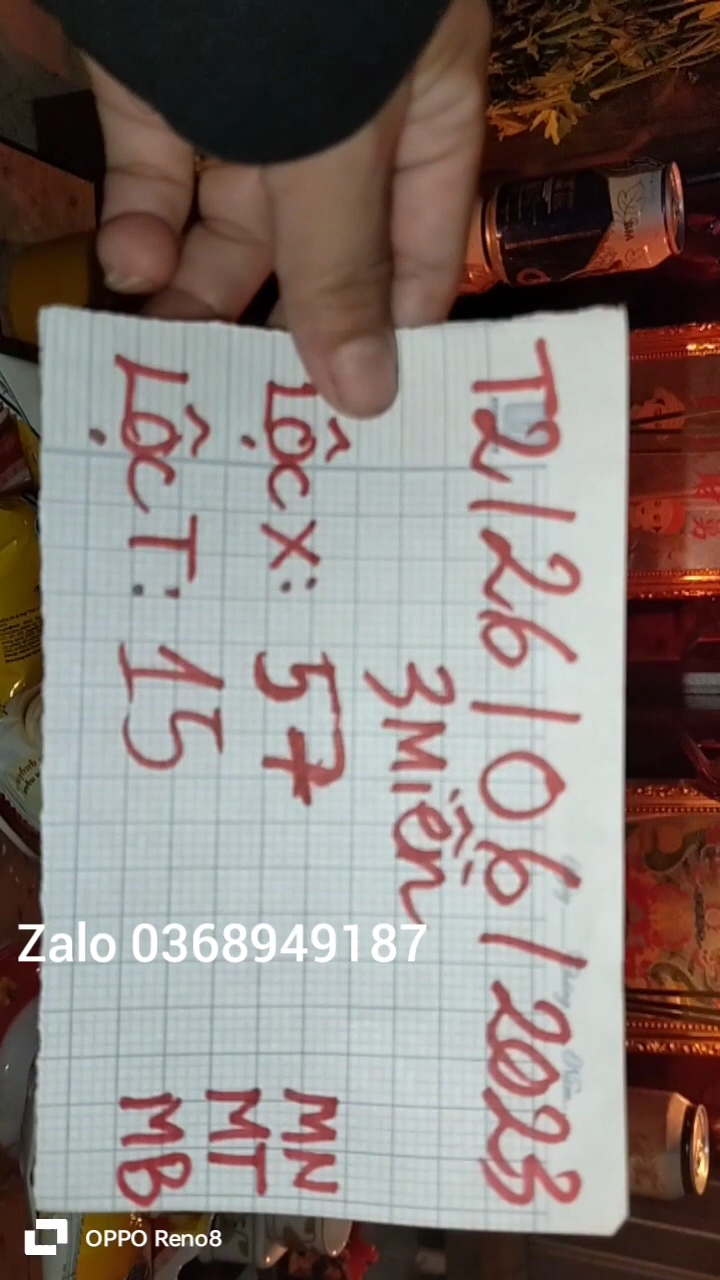 T2/26/06/2023
3 Miền
Lộc X: 57
Lộc T: 15
MN
MT
MB
Zalo 0368949187
OPPO Reno8